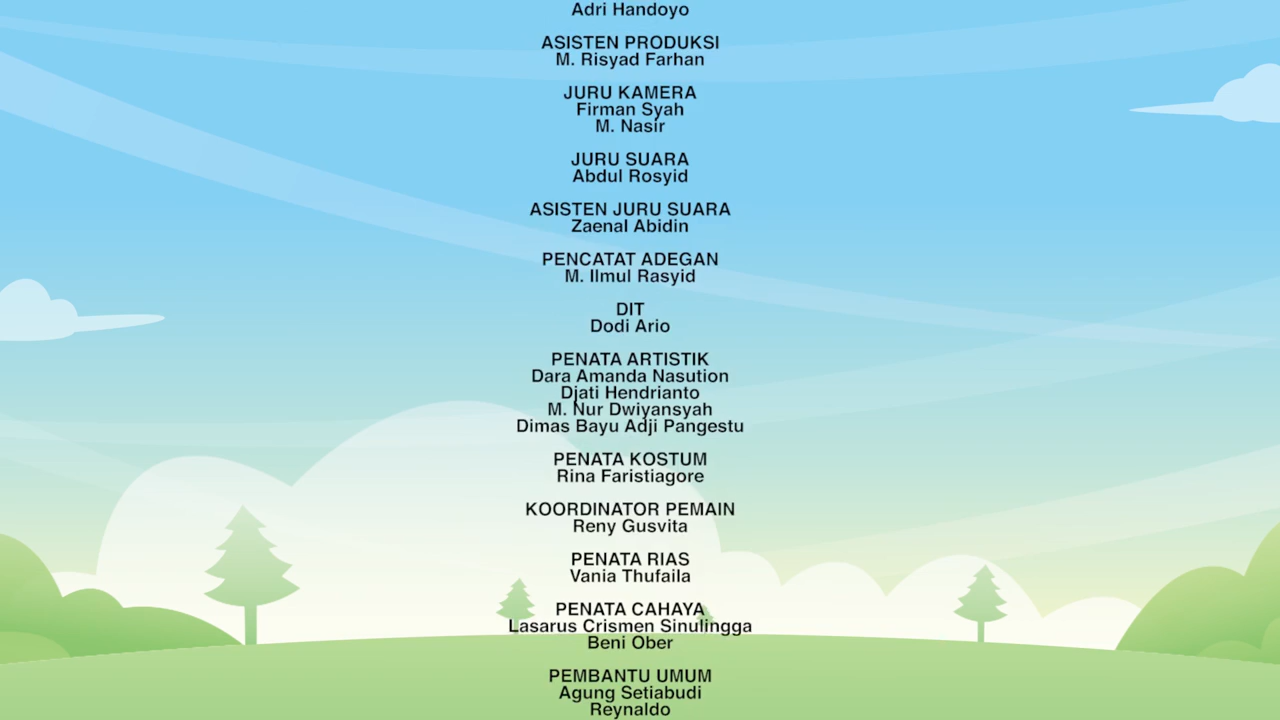 Adri Handoyo
ASISTEN PRODUKSI
M. Risyad Farhan
JURU KAMERA
Firman Syah
M. Nasir
JURU SUARA
Abdul Rosyid
ASISTEN JURU SUARA
Zaenal Abidin
PENCATAT ADEGAN
M. Ilmul Rasyid
DIT
Dodi Ario
PENATA ARTISTIK
Dara Amanda Nasution
Djati Hendrianto
M. Nur Dwiyansyah
Dimas Bayu Adji Pangestu
PENATA KOSTUM
Rina Faristiagore
KOORDINATOR PEMAIN
Reny Gusvita
PENATA RIAS
Vania Thufaila
PENATA CAHAYA
Lasarus Crismen Sinulingga
Beni Ober
PEMBANTU UMUM
Agung Setiabudi
Reynaldo